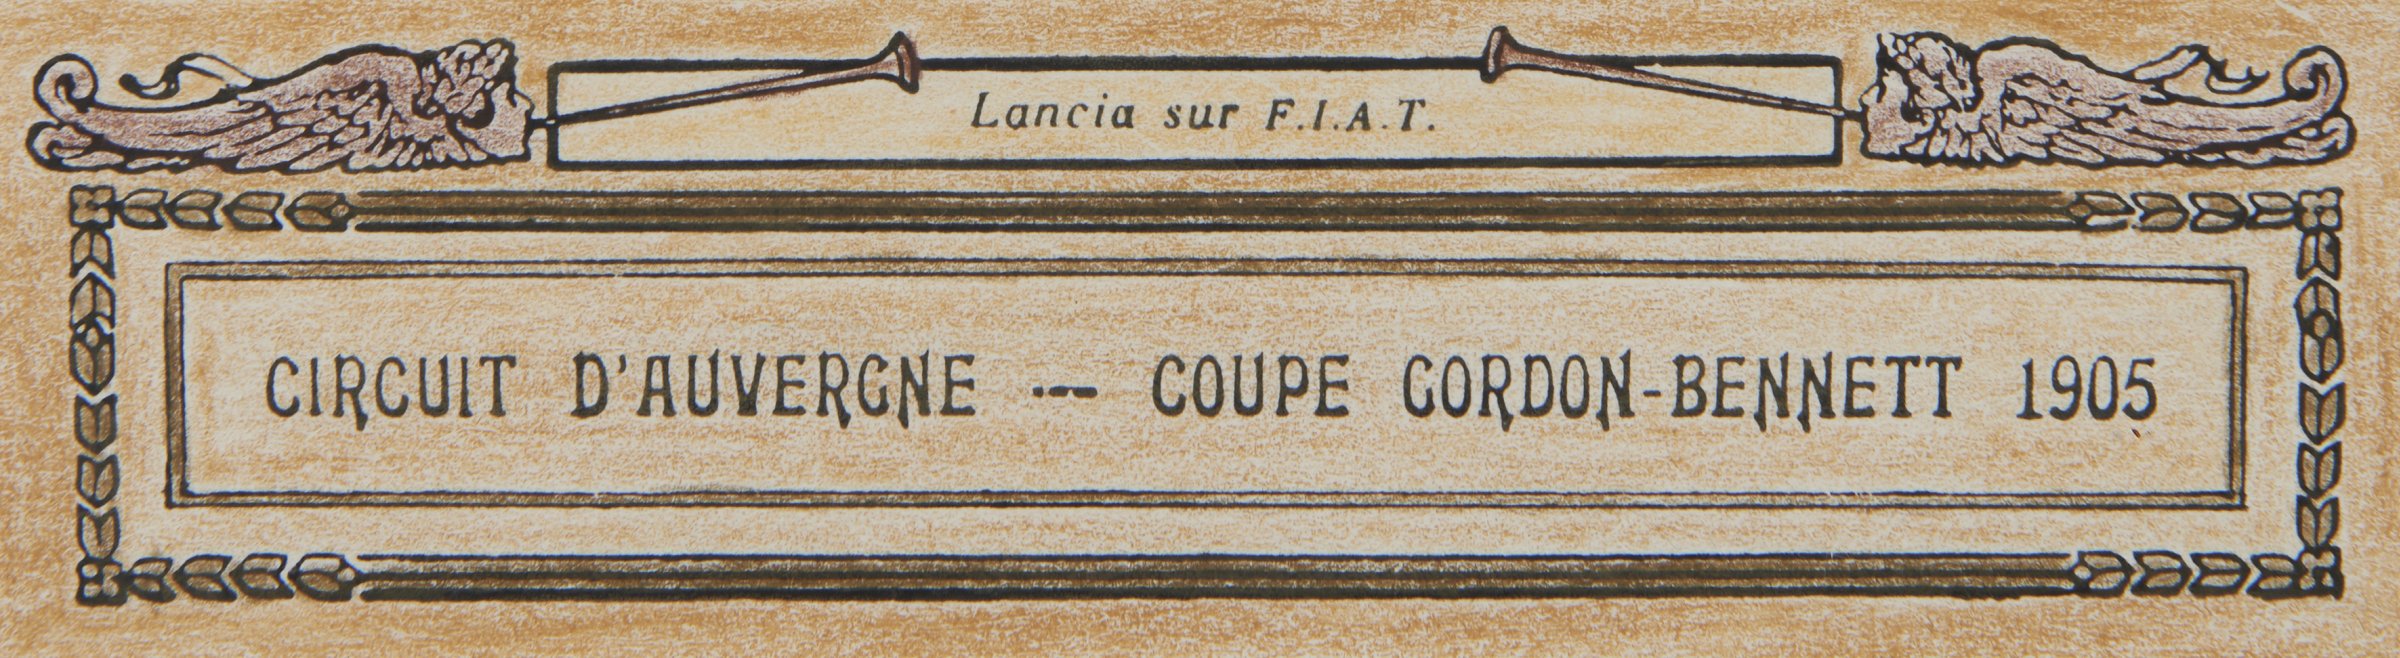 Lancia sur F.I.A.T.
CIRCUIT D'AUVERGNE — COUPE GORDON-BENNETT 1905